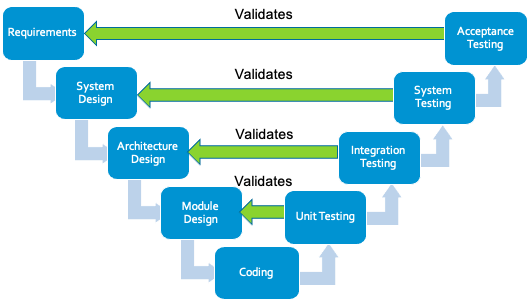 Validates
Requirements
Acceptance
Testing
Validates
System
Design
System
Testing
Validates
Architecture
Design
Integration
Testing
Validates
Module
Design
Unit Testing
Coding